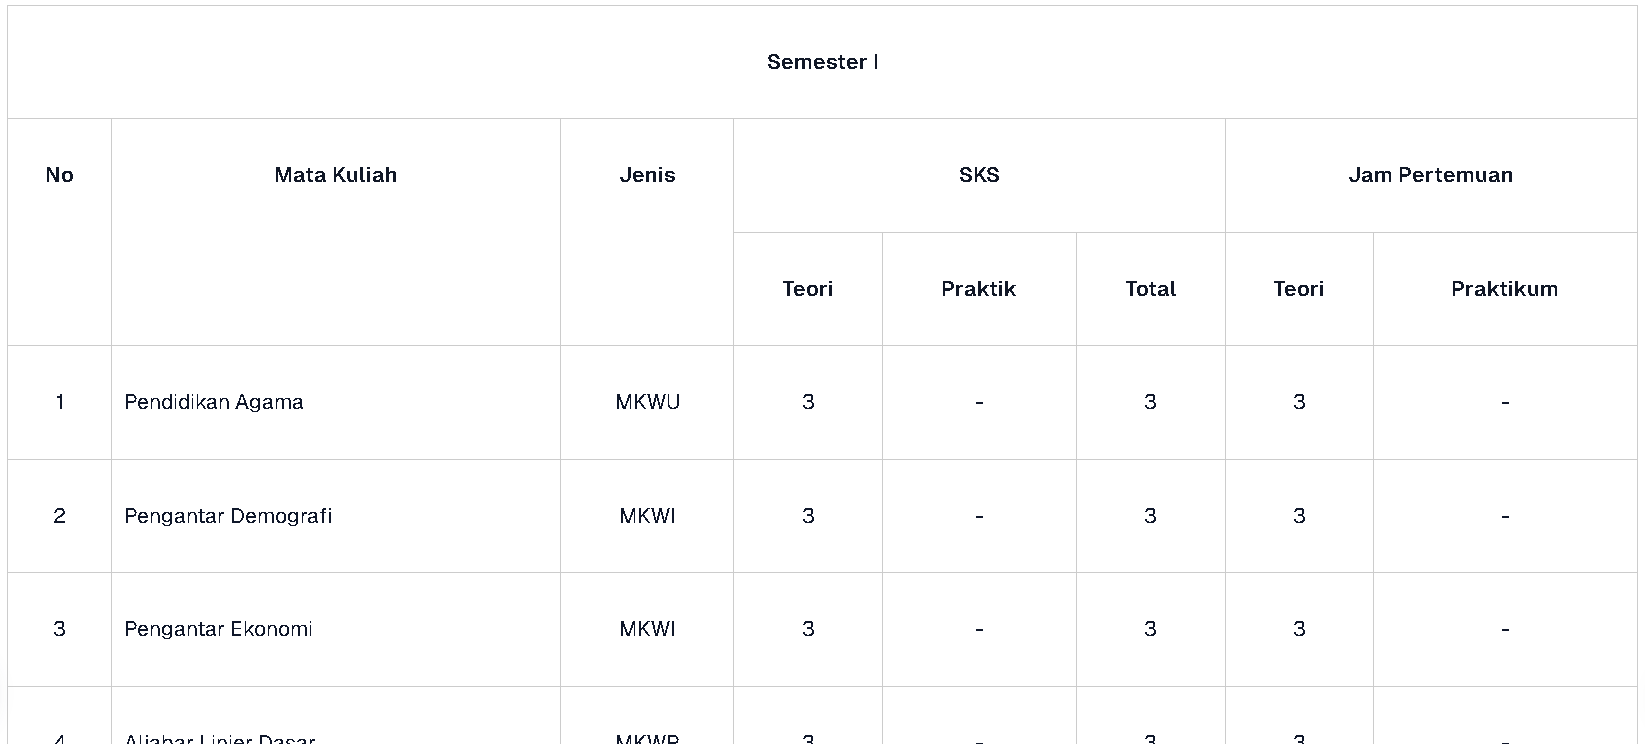 Semester I
No Mata Kuliah Jenis SKS Jam Pertemuan
Teori Praktik Total Teori Praktikum
1 Pendidikan Agama MKWU 3 - 3 3 -
2 Pengantar Demografi MKWI 3 - 3 3 -
3 Pengantar Ekonomi MKWI 3 - 3 3 -
4 Aljabar Linier Dasar 3 - 3 3 -